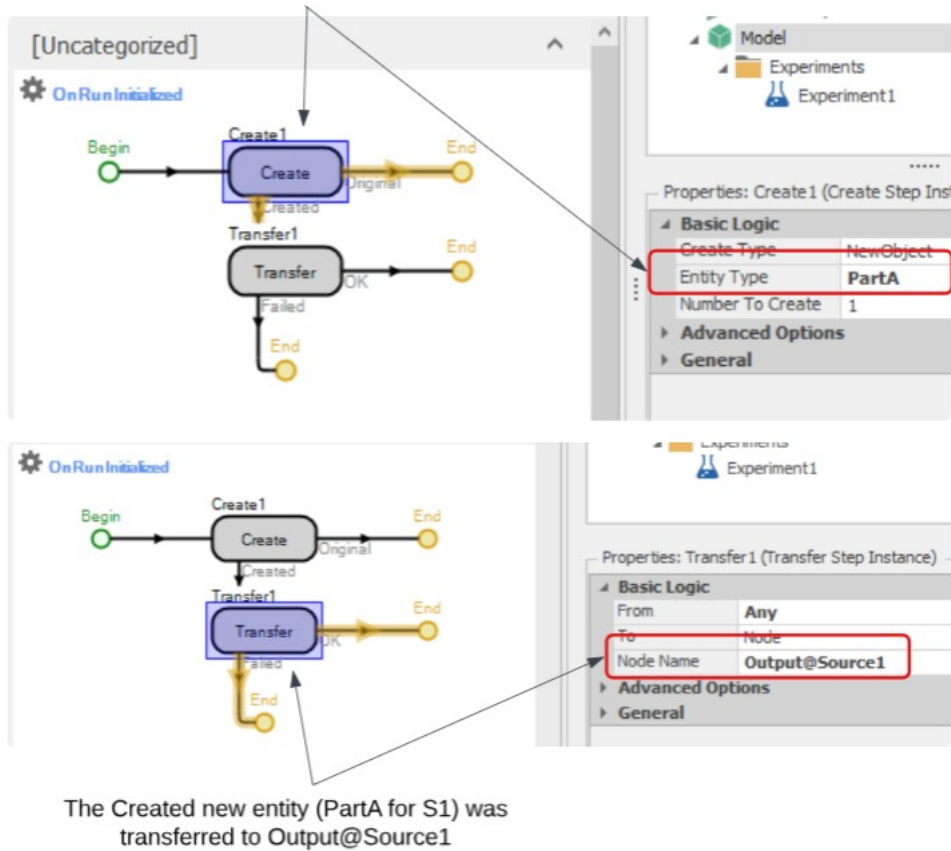 [Uncategorized]
OnRunInitialized
Begin
Create1
Create
End
Original
Created
Transfer1
Transfer
End
OK
Failed
End
Model
Experiments
Experiment1
Properties: Create1 (Create Step Inst
Basic Logic
Create Type NewObject
Entity Type PartA
Number To Create 1
Advanced Options
General
OnRunInitialized
Begin
Create1
Create
End
Original
Created
Transfer1
Transfer
End
OK
Failed
End
Experiments
Experiment1
Properties: Transfer1 (Transfer Step Instance)
Basic Logic
From Any
To Node
Node Name Output@Source1
Advanced Options
General
The Created new entity (PartA for S1) was
transferred to Output@Source1